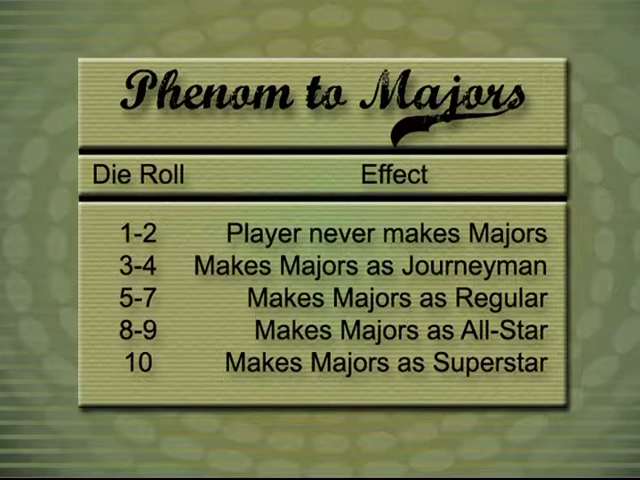 Phenom to Majors
Die Roll Effect
1-2 Player never makes Majors
3-4 Makes Majors as Journeyman
5-7 Makes Majors as Regular
8-9 Makes Majors as All-Star
10 Makes Majors as Superstar